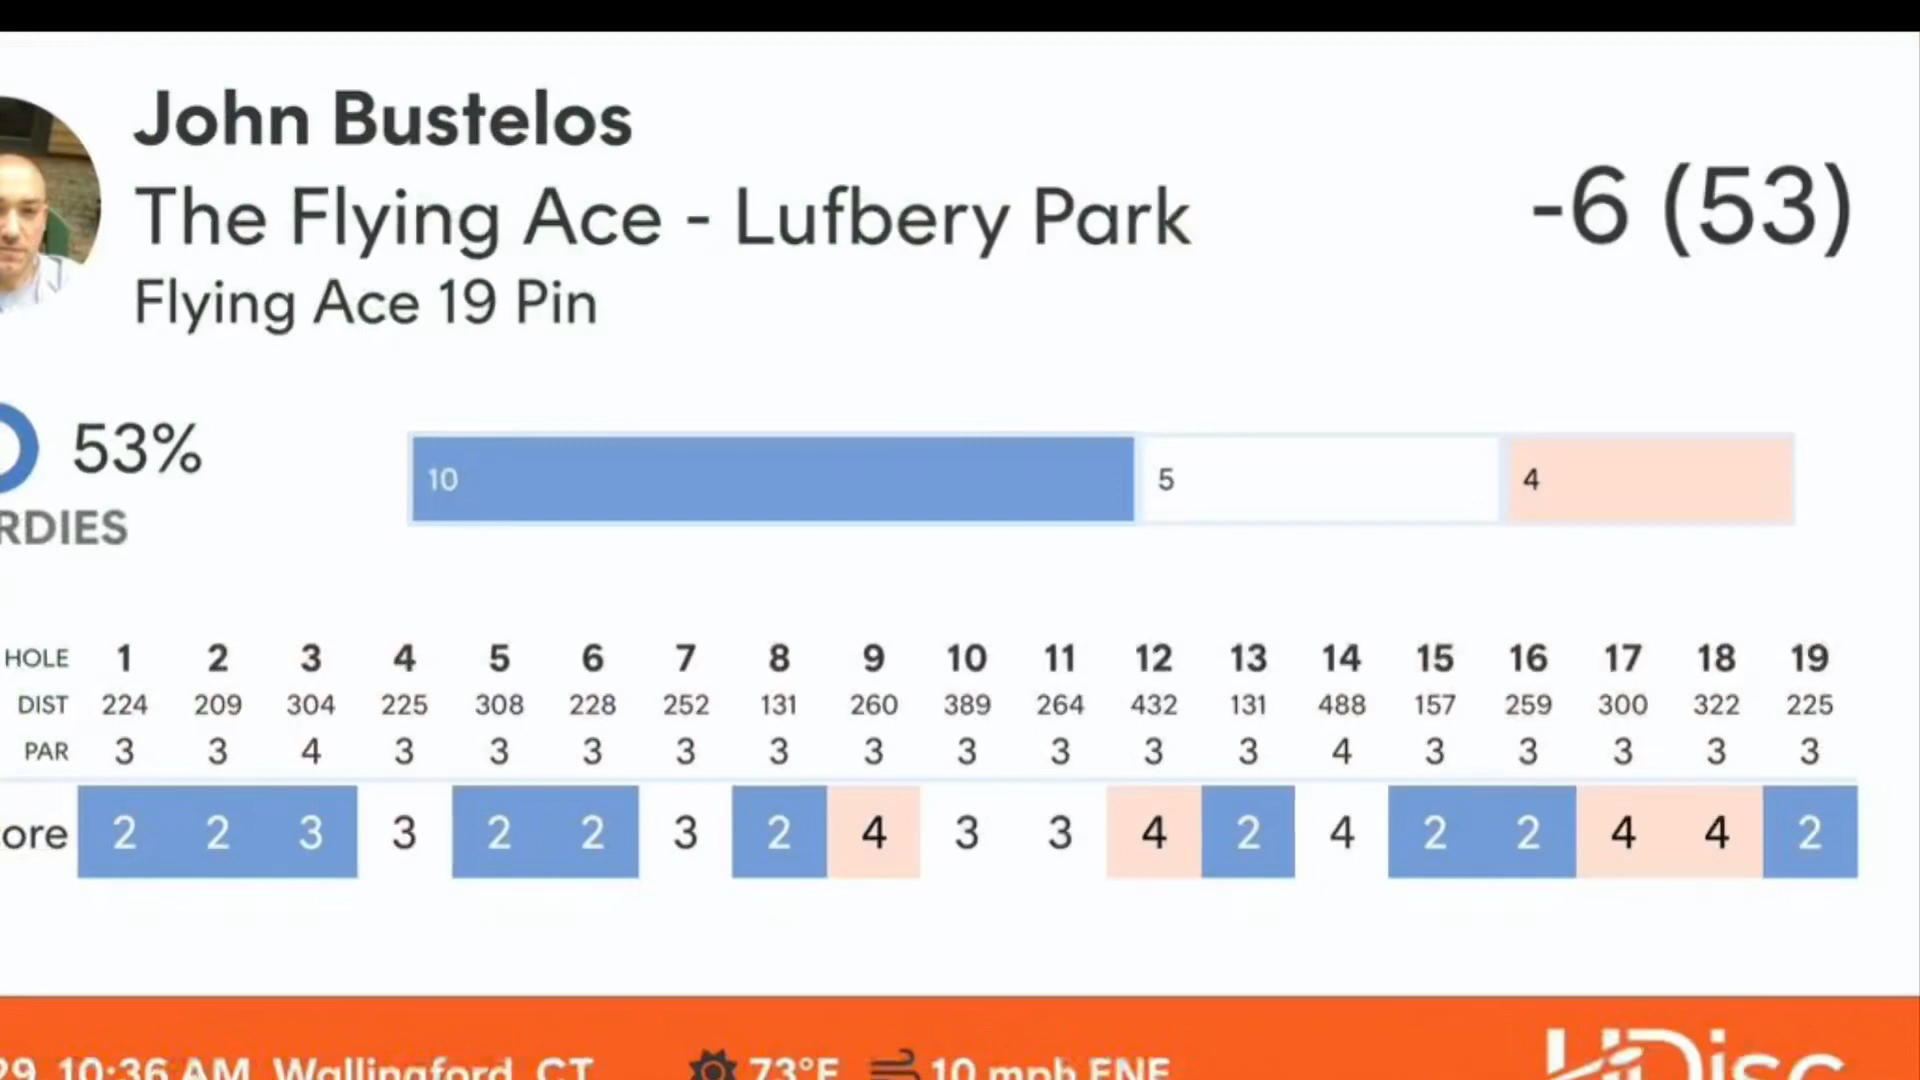 John Bustelos
The Flying Ace - Lufbery Park
-6 (53)
Flying Ace 19 Pin
53%
RDIES
10 5 4
HOLE 1 2 3 4 5 6 7 8 9 10 11 12 13 14 15 16 17 18 19
DIST 224 209 304 225 308 228 252 131 260 389 264 432 131 488 157 259 300 322 225
PAR 3 3 4 3 3 3 3 3 3 3 3 3 3 4 3 3 3 3 3
ore 2 2 3 3 2 2 3 2 4 3 3 4 2 4 2 2 4 4 2
29, 10:36 AM, Wallingford, CT 73°F 10 mph ENE
UDisc